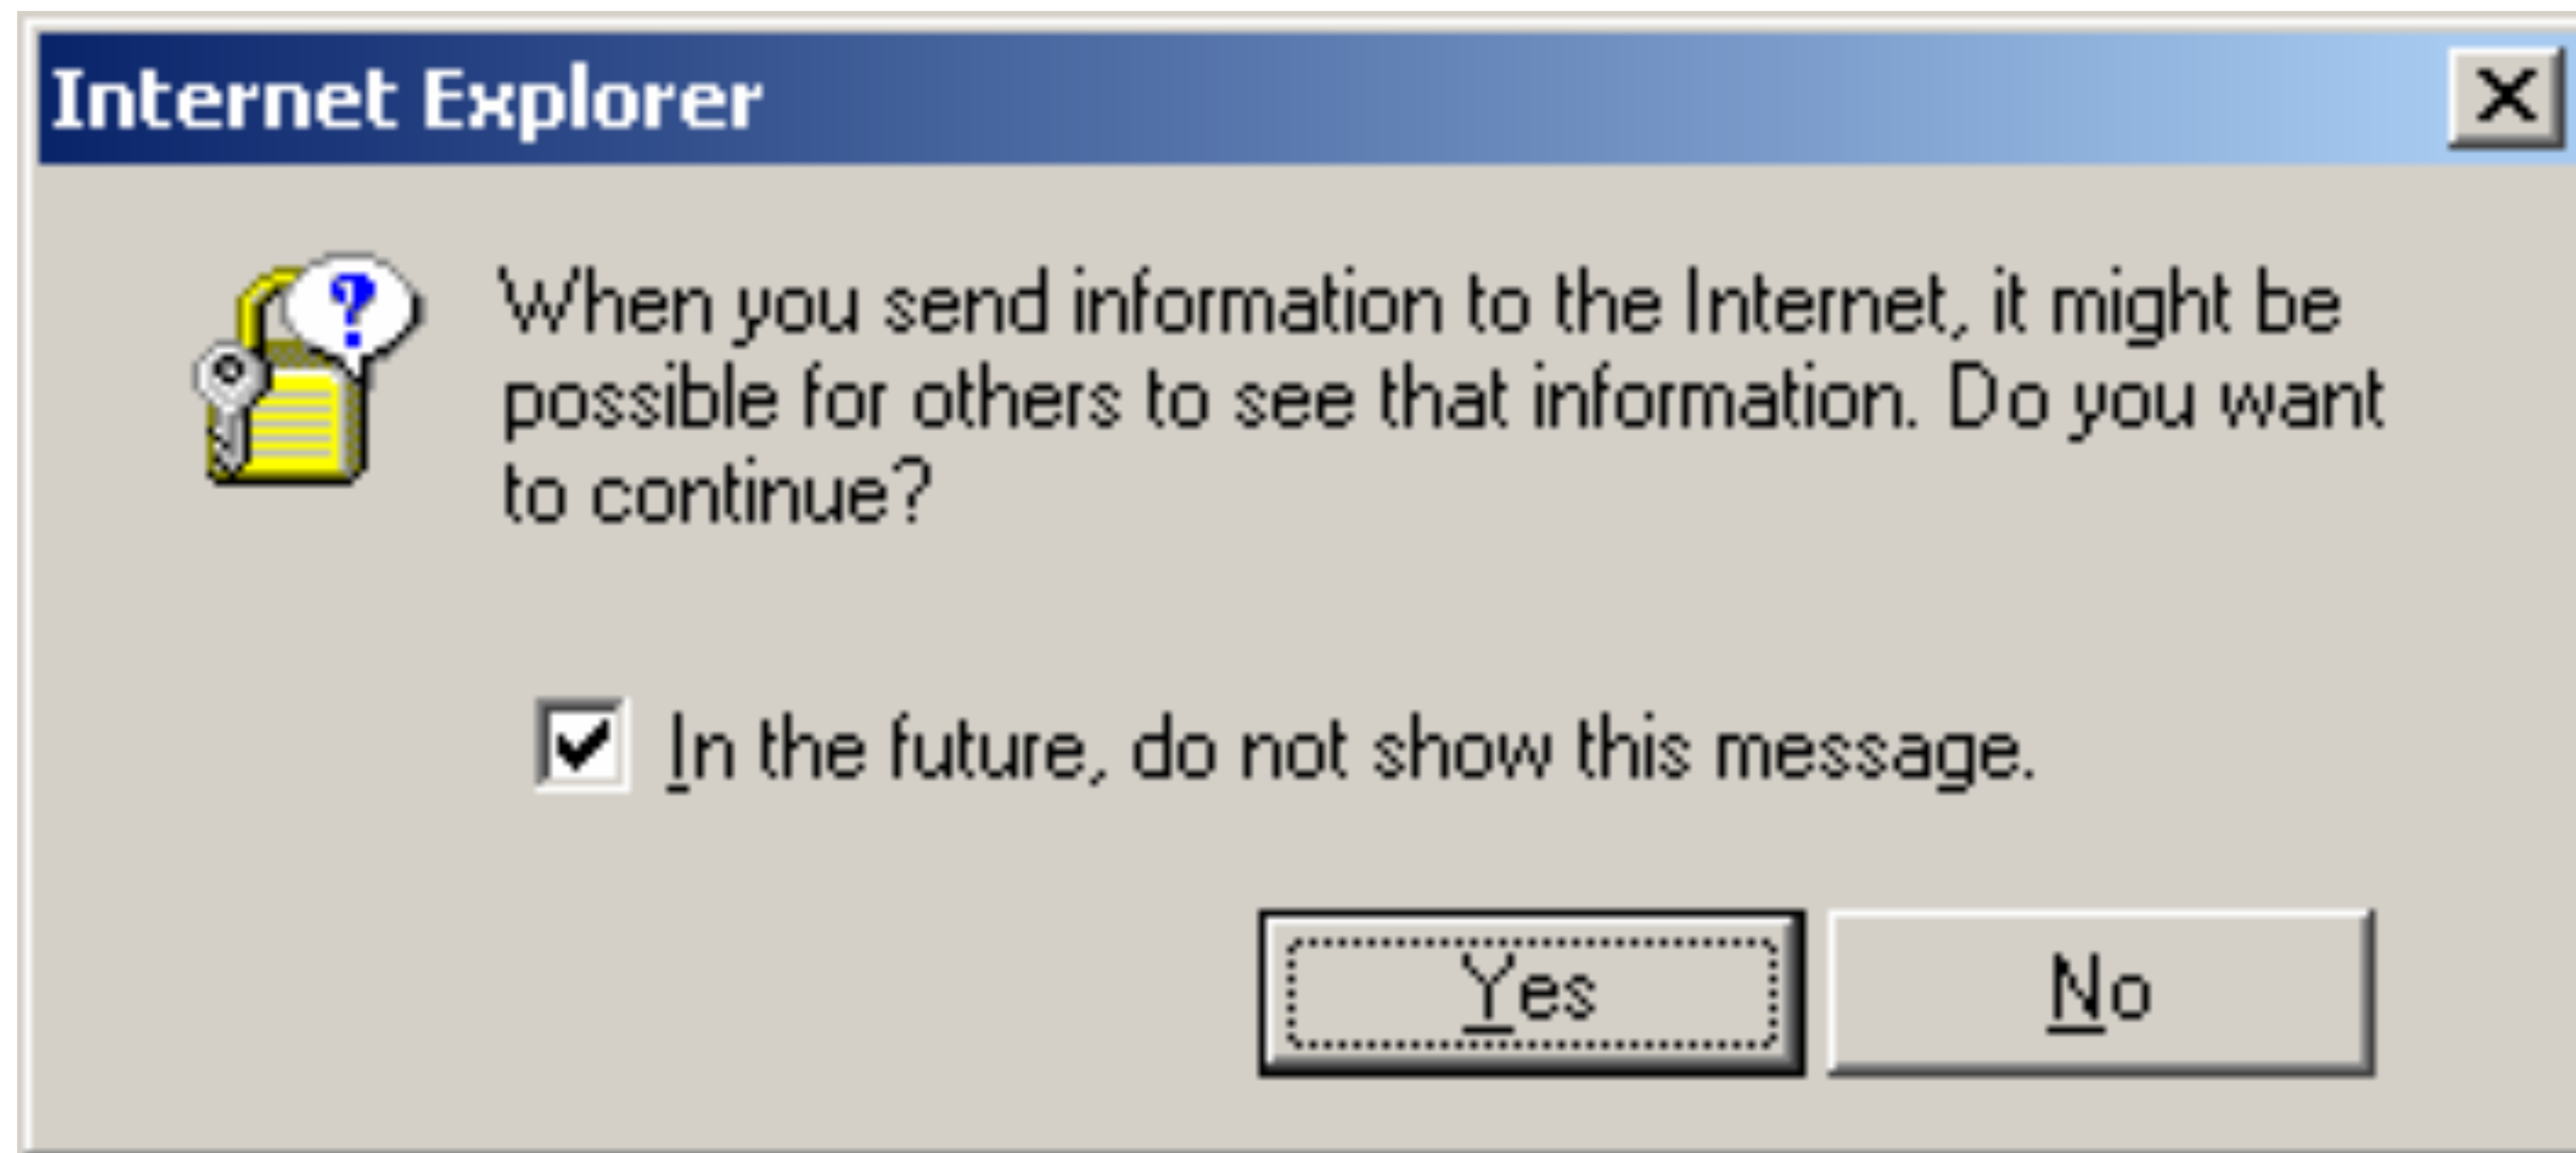 Internet Explorer
When you send information to the Internet, it might be
possible for others to see that information. Do you want
to continue?
In the future, do not show this message.
Yes
No